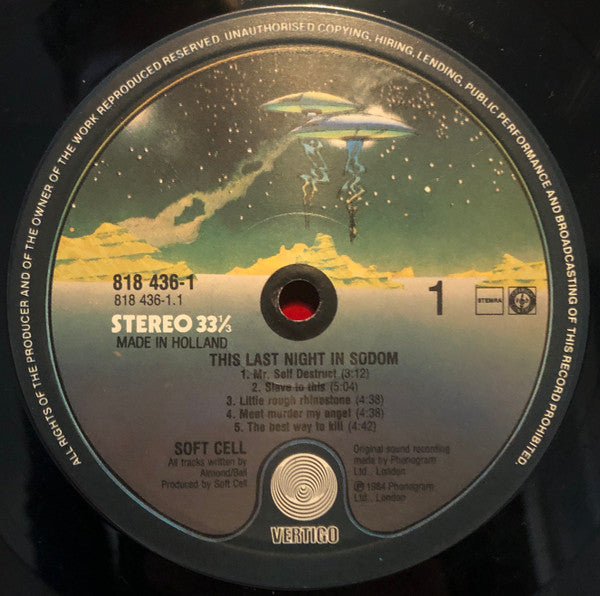 ALL RIGHTS OF THE PRODUCER AND OF THE OWNER OF THE WORK REPRODUCED RESERVED. UNAUTHORISED COPYING, HIRING, LENDING, PUBLIC PERFORMANCE AND BROADCASTING OF THIS RECORD PROHIBITED.
818 436-1
818 436-1.1
STEREO 33⅓
MADE IN HOLLAND
1
STEMRA
THIS LAST NIGHT IN SODOM
1. Mr. Self Destruct (3:12)
2. Slave to this (5:04)
3. Little rough rhinestone (4:38)
4. Meet murder my angel (4:38)
5. The best way to kill (4:42)
SOFT CELL
All tracks written by
Almond/Ball
Produced by Soft Cell
Original sound recording
made by Phonogram
Ltd., London
℗ 1984 Phonogram
Ltd., London
VERTIGO